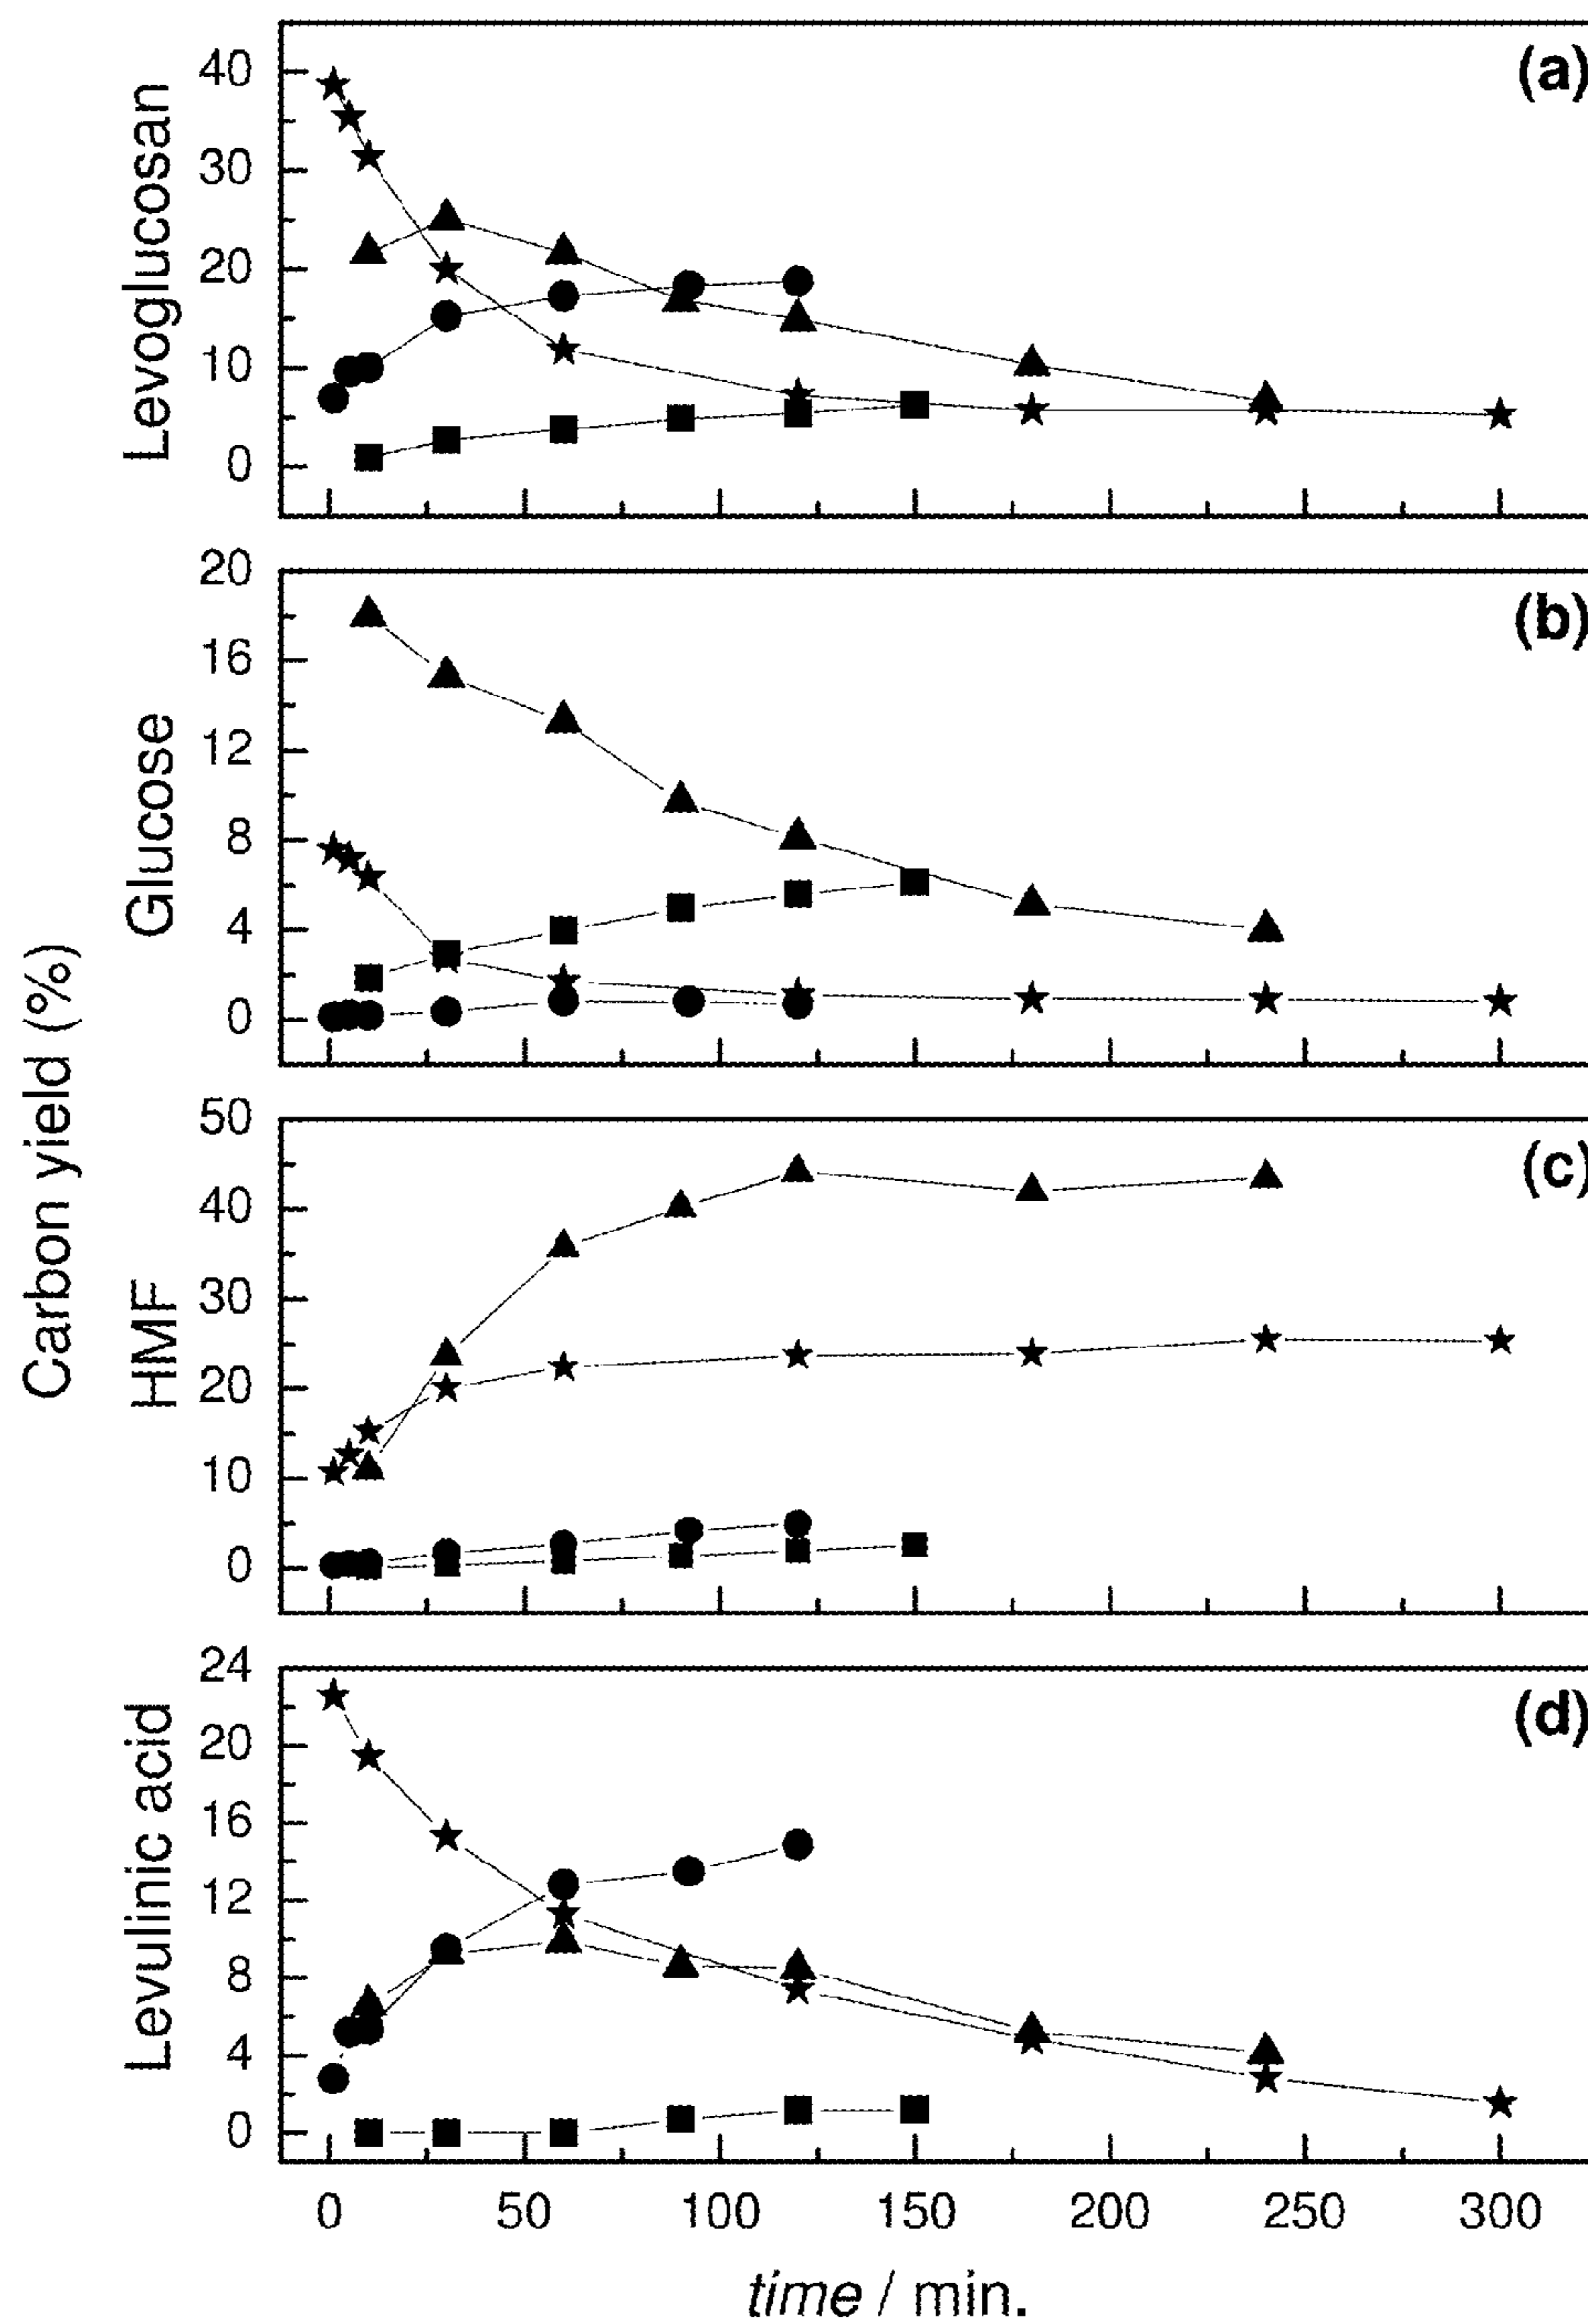 Carbon yield (%)
Levoglucosan
40
30
20
10
0
(a)
Glucose
20
16
12
8
4
0
(b)
HMF
50
40
30
20
10
0
(c)
Levulinic acid
24
20
16
12
8
4
0
(d)
0 50 100 150 200 250 300
time / min.